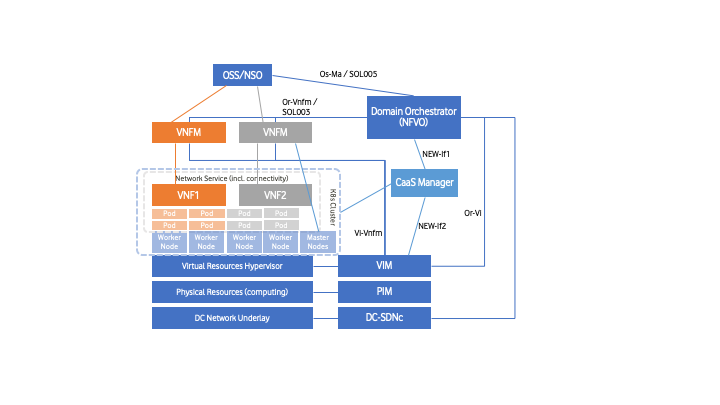 OSS/NSO
Os-Ma / SOL005
Or-Vnfm /
SOL003
Domain Orchestrator
(NFVO)
VNFM
VNFM
NEW-If1
Network Service (incl. connectivity)
CaaS Manager
VNF1
VNF2
K8s Cluster
Pod
Pod
Pod
Pod
Or-Vi
Pod
Pod
Pod
Pod
NEW-If2
Vi-Vnfm
Worker
Node
Worker
Node
Worker
Node
Worker
Node
Master
Nodes
Virtual Resources Hypervisor
VIM
Physical Resources (computing)
PIM
DC Network Underlay
DC-SDNc